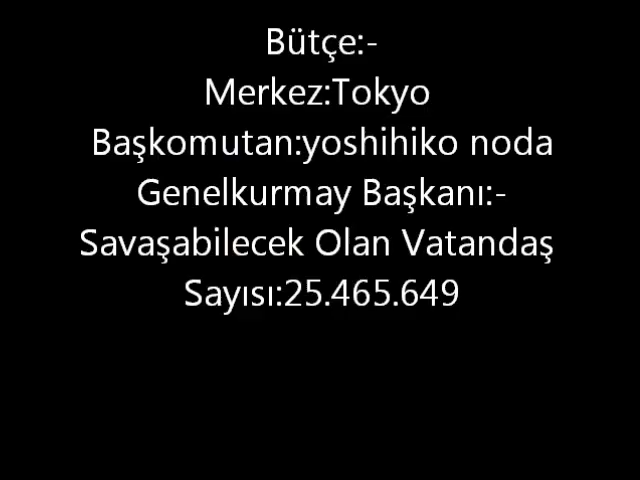 Bütçe:-
Merkez:Tokyo
Başkomutan:yoshihiko noda
Genelkurmay Başkanı:-
Savaşabilecek Olan Vatandaş
Sayısı:25.465.649